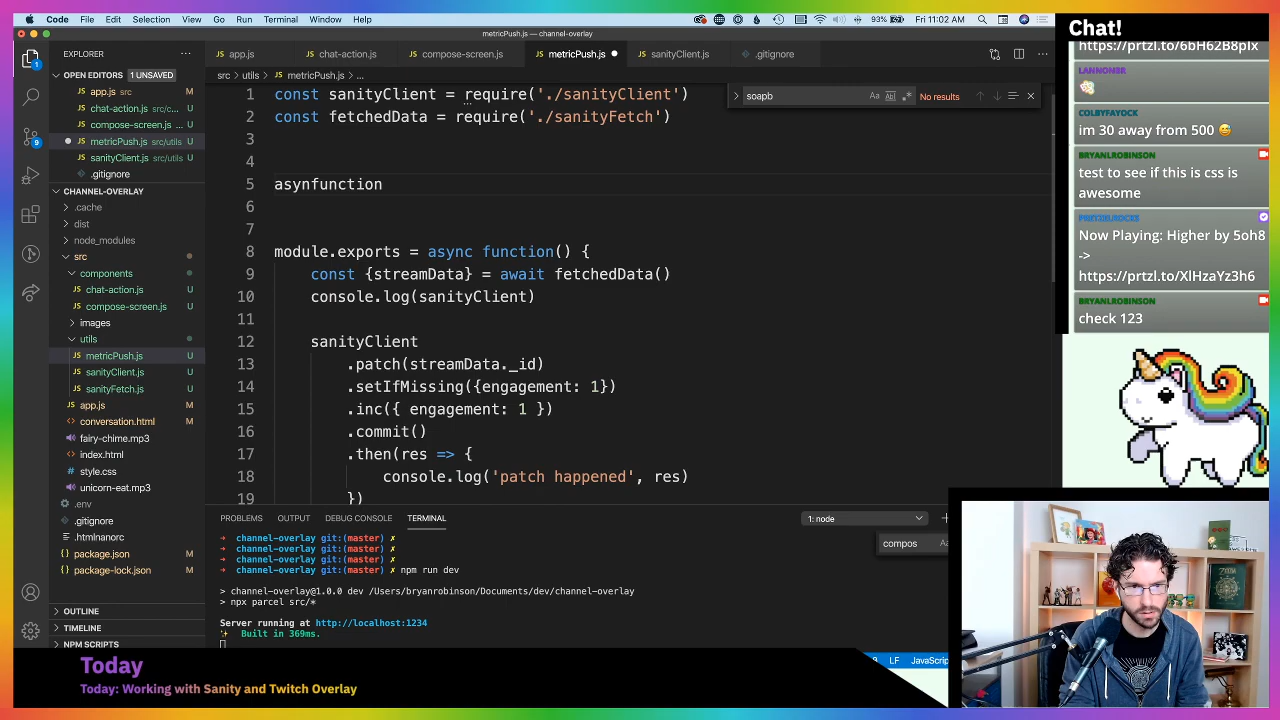 Code File Edit Selection View Go Run Terminal Window Help
93% Fri 11:02 AM
metricPush.js — channel-overlay
EXPLORER
OPEN EDITORS 1 UNSAVED
app.js
chat-action.js src/c...
compose-screen.js ...
metricPush.js src/utils
sanityClient.js src/utils
.gitignore
CHANNEL-OVERLAY
.cache
dist
node_modules
src
components
chat-action.js U
compose-screen.js U
images
utils
metricPush.js U
sanityClient.js U
sanityFetch.js U
app.js M
conversation.html M
fairy-chime.mp3 U
index.html U
style.css U
unicorn-eat.mp3 U
.env
.gitignore U
.htmlnanorc U
package.json M
package-lock.json M
OUTLINE
TIMELINE
NPM SCRIPTS
app.js chat-action.js compose-screen.js metricPush.js sanityClient.js .gitignore
src > utils > metricPush.js > ...
soapb Aa No results
1 const sanityClient = require('./sanityClient')
2 const fetchedData = require('./sanityFetch')
3
4
5 asynfunction
6
7
8 module.exports = async function() {
9 const {streamData} = await fetchedData()
10 console.log(sanityClient)
11
12 sanityClient
13 .patch(streamData._id)
14 .setIfMissing({engagement: 1})
15 .inc({ engagement: 1 })
16 .commit()
17 .then(res => {
18 console.log('patch happened', res)
19 })
PROBLEMS OUTPUT DEBUG CONSOLE TERMINAL 1: node
compos Aa
channel-overlay git:(master) ✗
channel-overlay git:(master) ✗
channel-overlay git:(master) ✗
channel-overlay git:(master) ✗ npm run dev
> channel-overlay@1.0.0 dev /Users/bryanrobinson/Documents/dev/channel-overlay
> npx parcel src/*
Server running at http://localhost:1234
✨ Built in 369ms.
LF JavaScrip
Chat!
https://prtzl.to/6bH62B8pIx
LANNONBR
COLBYFAYOCK
im 30 away from 500 😅
BRYANLROBINSON
test to see if this is css is
awesome
PRETZELROCKS
Now Playing: Higher by 5oh8
->
https://prtzl.to/XlHzaYz3h6
BRYANLROBINSON
check 123
ZELDA
Today
Today: Working with Sanity and Twitch Overlay